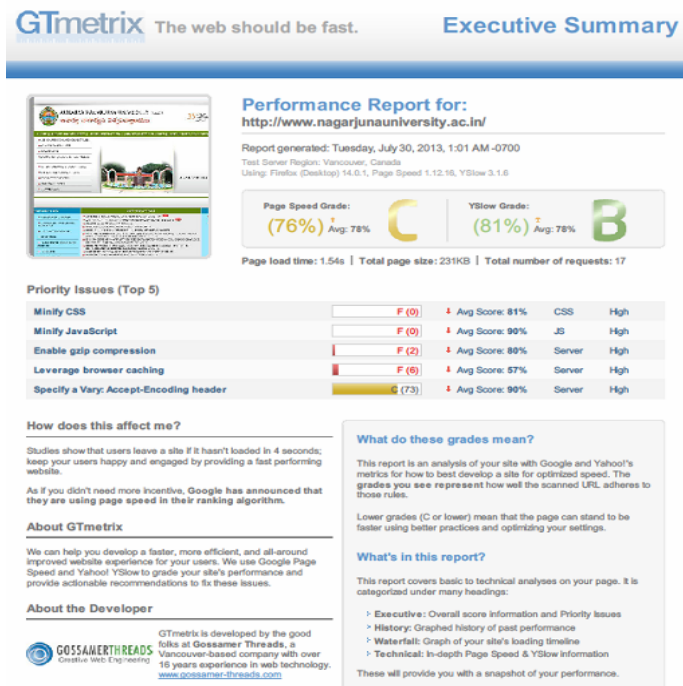 GTmetrix The web should be fast.
Executive Summary
Performance Report for:
http://www.nagarjunauniversity.ac.in/
Report generated: Tuesday, July 30, 2013, 1:01 AM -0700
Test Server Region: Vancouver, Canada
Using: Firefox (Desktop) 14.0.1, Page Speed 1.12.16, YSlow 3.1.6
Page Speed Grade:
(76%) Avg: 78% C
YSlow Grade:
(81%) Avg: 78% B
Page load time: 1.54s | Total page size: 231KB | Total number of requests: 17
Priority Issues (Top 5)
Minify CSS F (0) Avg Score: 81% CSS High
Minify JavaScript F (0) Avg Score: 90% JS High
Enable gzip compression F (2) Avg Score: 80% Server High
Leverage browser caching F (6) Avg Score: 57% Server High
Specify a Vary: Accept-Encoding header C (73) Avg Score: 90% Server High
How does this affect me?
Studies show that users leave a site if it hasn't loaded in 4 seconds;
keep your users happy and engaged by providing a fast performing
website.
As if you didn't need more incentive, Google has announced that
they are using page speed in their ranking algorithm.
About GTmetrix
We can help you develop a faster, more efficient, and all-around
improved website experience for your users. We use Google Page
Speed and Yahoo! YSlow to grade your site's performance and
provide actionable recommendations to fix these issues.
About the Developer
GOSSAMERTHREADS
Creative Web Engineering
GTmetrix is developed by the good
folks at Gossamer Threads, a
Vancouver-based company with over
16 years experience in web technology.
www.gossamer-threads.com
What do these grades mean?
This report is an analysis of your site with Google and Yahoo!'s
metrics for how to best develop a site for optimized speed. The
grades you see represent how well the scanned URL adheres to
those rules.
Lower grades (C or lower) mean that the page can stand to be
faster using better practices and optimizing your settings.
What's in this report?
This report covers basic to technical analyses on your page. It is
categorized under many headings:
Executive: Overall score information and Priority Issues
History: Graphed history of past performance
Waterfall: Graph of your site's loading timeline
Technical: In-depth Page Speed & YSlow information
These will provide you with a snapshot of your performance.